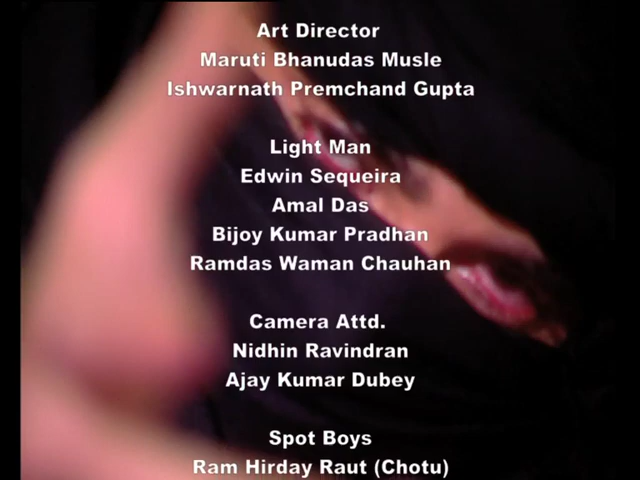 Art Director
Maruti Bhanudas Musle
Ishwarnath Premchand Gupta
Light Man
Edwin Sequeira
Amal Das
Bijoy Kumar Pradhan
Ramdas Waman Chauhan
Camera Attd.
Nidhin Ravindran
Ajay Kumar Dubey
Spot Boys
Ram Hirday Raut (Chotu)